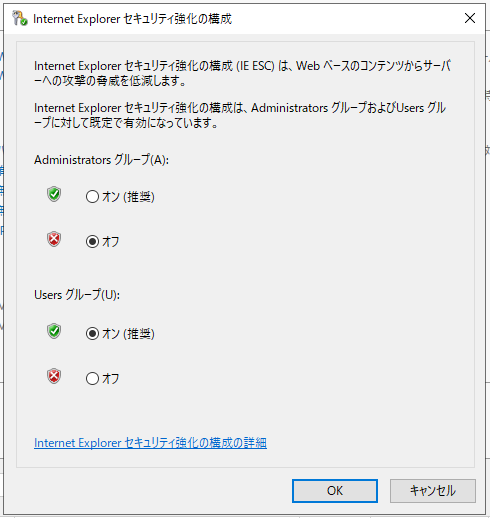 Internet Explorer セキュリティ強化の構成
Internet Explorer セキュリティ強化の構成 (IE ESC) は、Web ベースのコンテンツからサーバ
ーへの攻撃の脅威を低減します。
Internet Explorer セキュリティ強化の構成は、Administrators グループおよびUsers グル
ープに対して既定で有効になっています。
Administrators グループ(A):
オン (推奨)
オフ
Users グループ(U):
オン (推奨)
オフ
Internet Explorer セキュリティ強化の構成の詳細
OK
キャンセル